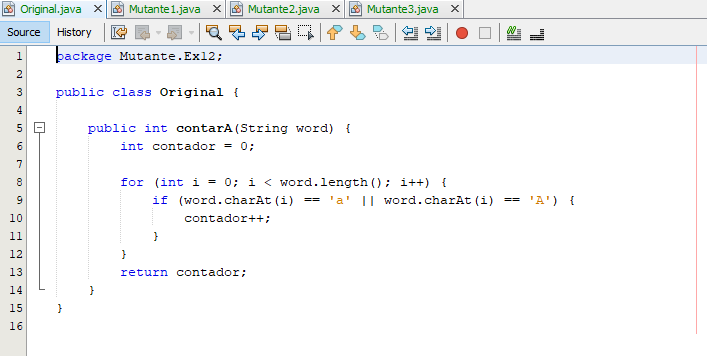 Original.java Mutante1.java Mutante2.java Mutante3.java
Source History
1 package Mutante.Ex12;
2
3 public class Original {
4
5     public int contarA(String word) {
6         int contador = 0;
7
8         for (int i = 0; i < word.length(); i++) {
9             if (word.charAt(i) == 'a' || word.charAt(i) == 'A') {
10                 contador++;
11             }
12         }
13         return contador;
14     }
15 }
16